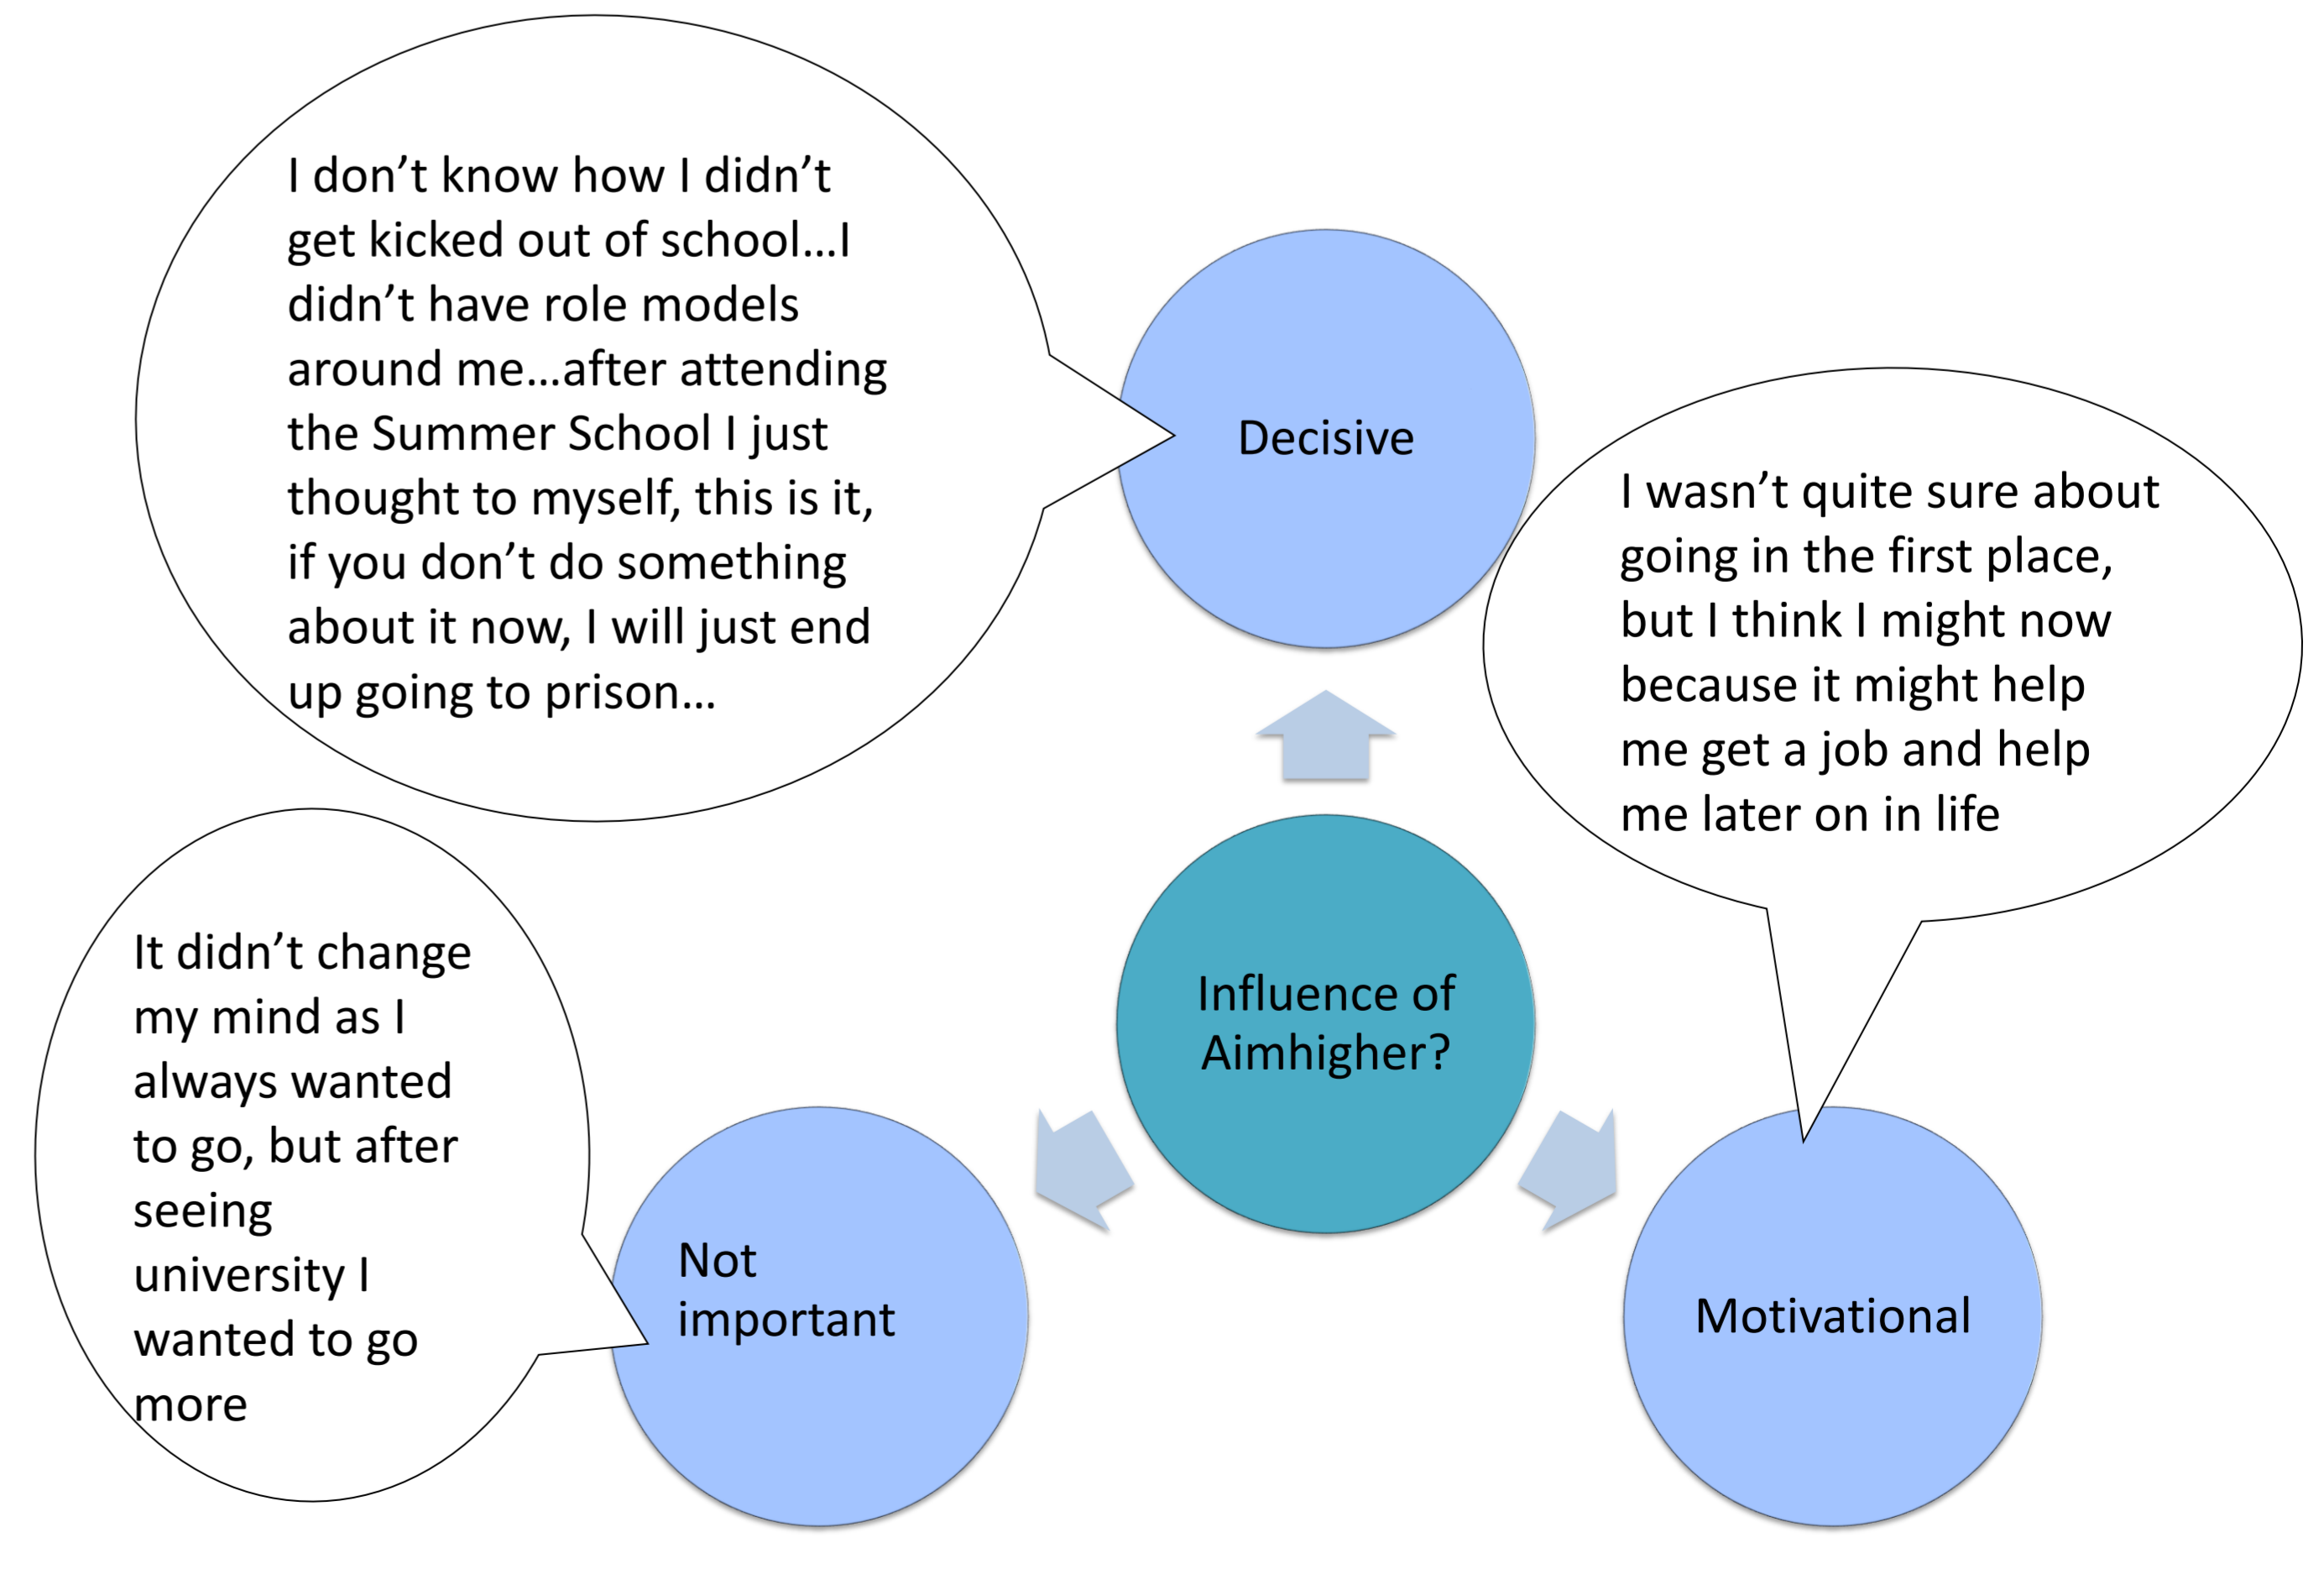 I don’t know how I didn’t
get kicked out of school…I
didn’t have role models
around me…after attending
the Summer School I just
thought to myself, this is it,
if you don’t do something
about it now, I will just end
up going to prison…
Decisive
I wasn’t quite sure about
going in the first place,
but I think I might now
because it might help
me get a job and help
me later on in life
It didn’t change
my mind as I
always wanted
to go, but after
seeing
university I
wanted to go
more
Influence of
Aimhigher?
Not
important
Motivational